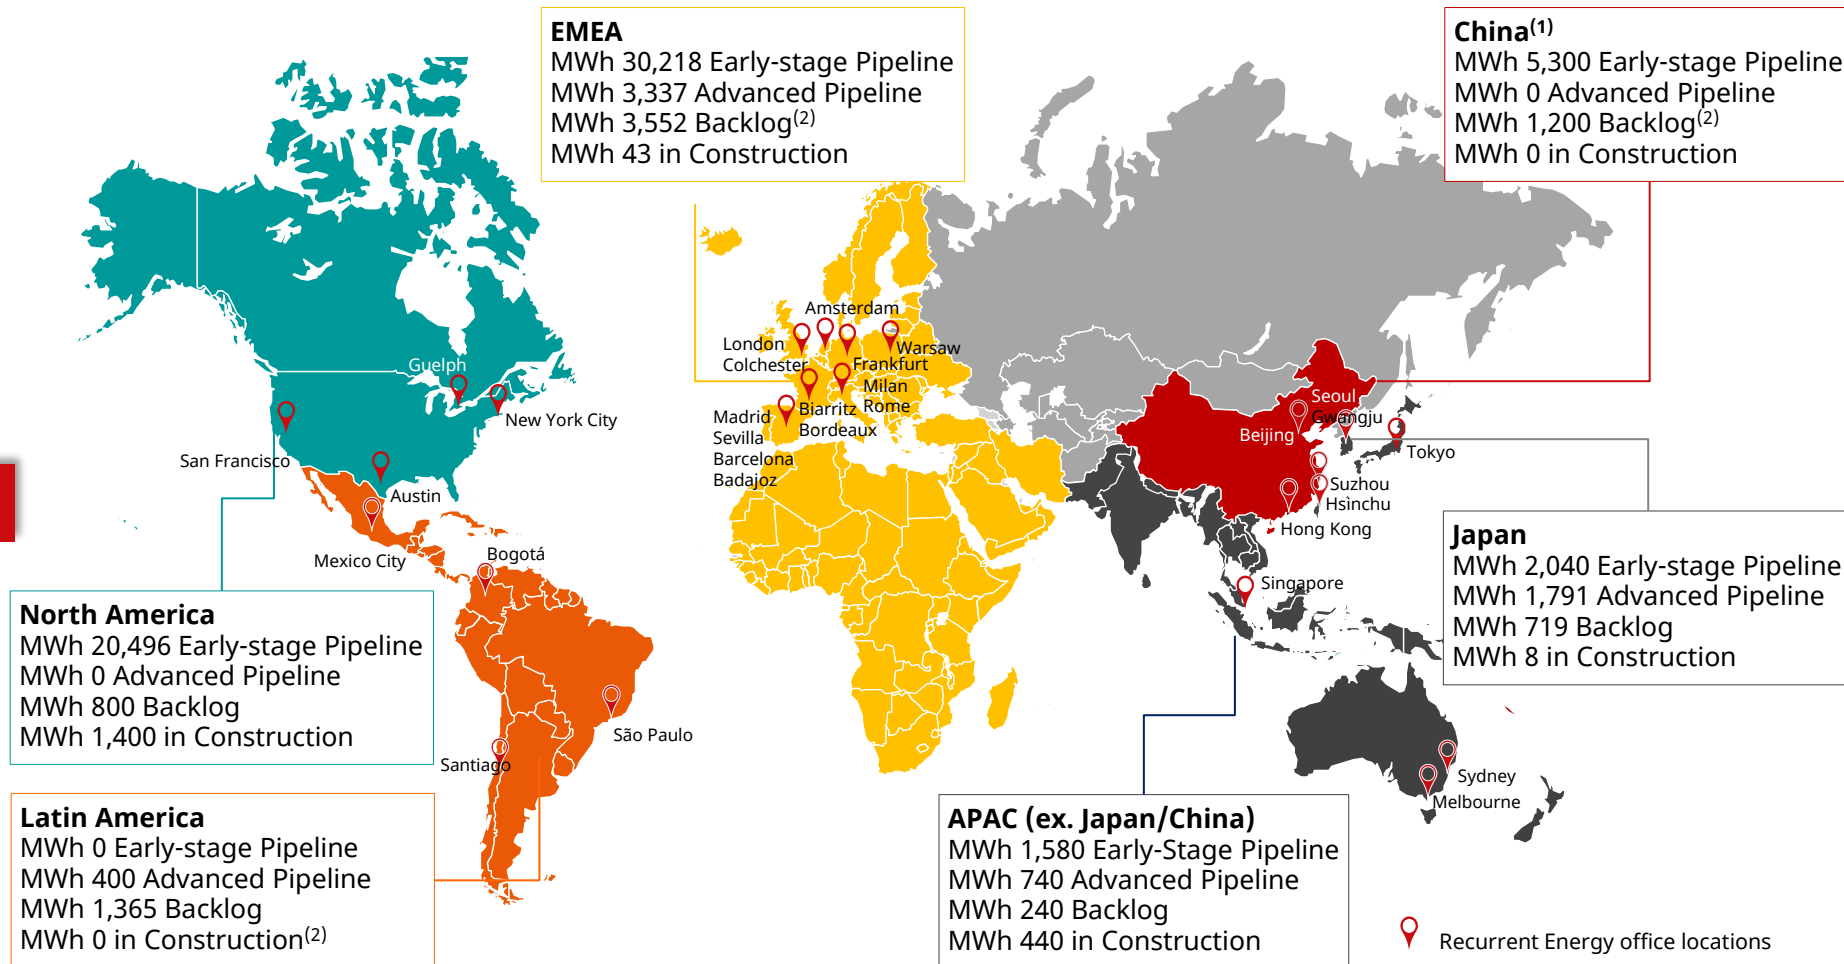 EMEA
MWh 30,218 Early-stage Pipeline
MWh 3,337 Advanced Pipeline
MWh 3,552 Backlog(2)
MWh 43 in Construction
China(1)
MWh 5,300 Early-stage Pipeline
MWh 0 Advanced Pipeline
MWh 1,200 Backlog(2)
MWh 0 in Construction
Amsterdam
London
Colchester
Warsaw
Frankfurt
Milan
Rome
Biarritz
Bordeaux
Madrid
Sevilla
Barcelona
Badajoz
Guelph
New York City
San Francisco
Austin
Mexico City
Bogotá
São Paulo
Santiago
Seoul
Gwangju
Beijing
Tokyo
Suzhou
Hsinchu
Hong Kong
Singapore
Sydney
Melbourne
North America
MWh 20,496 Early-stage Pipeline
MWh 0 Advanced Pipeline
MWh 800 Backlog
MWh 1,400 in Construction
Japan
MWh 2,040 Early-stage Pipeline
MWh 1,791 Advanced Pipeline
MWh 719 Backlog
MWh 8 in Construction
Latin America
MWh 0 Early-stage Pipeline
MWh 400 Advanced Pipeline
MWh 1,365 Backlog
MWh 0 in Construction(2)
APAC (ex. Japan/China)
MWh 1,580 Early-Stage Pipeline
MWh 740 Advanced Pipeline
MWh 240 Backlog
MWh 440 in Construction
Recurrent Energy office locations